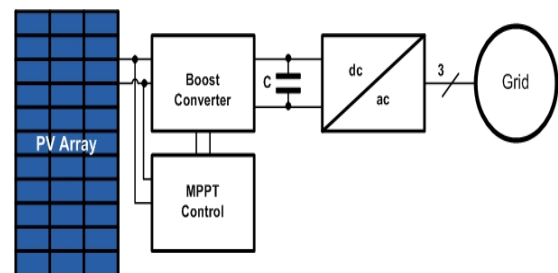 PV Array
Boost
Converter
MPPT
Control
C
dc
ac
3
Grid